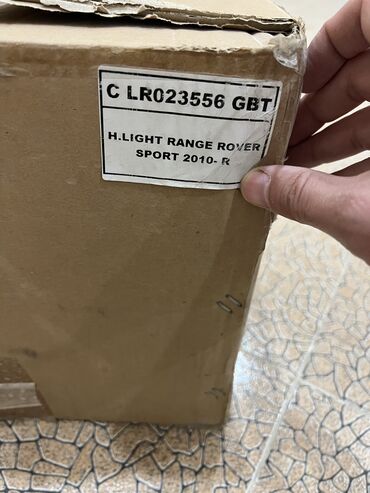 C LR023556 GBT
H.LIGHT RANGE ROVER
SPORT 2010- R